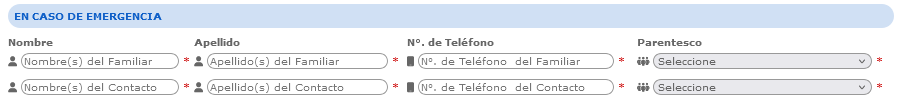 EN CASO DE EMERGENCIA
Nombre Apellido N°. de Teléfono Parentesco
Nombre(s) del Familiar * Apellido(s) del Familiar * N°. de Teléfono del Familiar * Seleccione *
Nombre(s) del Contacto * Apellido(s) del Contacto * N°. de Teléfono del Contacto * Seleccione *